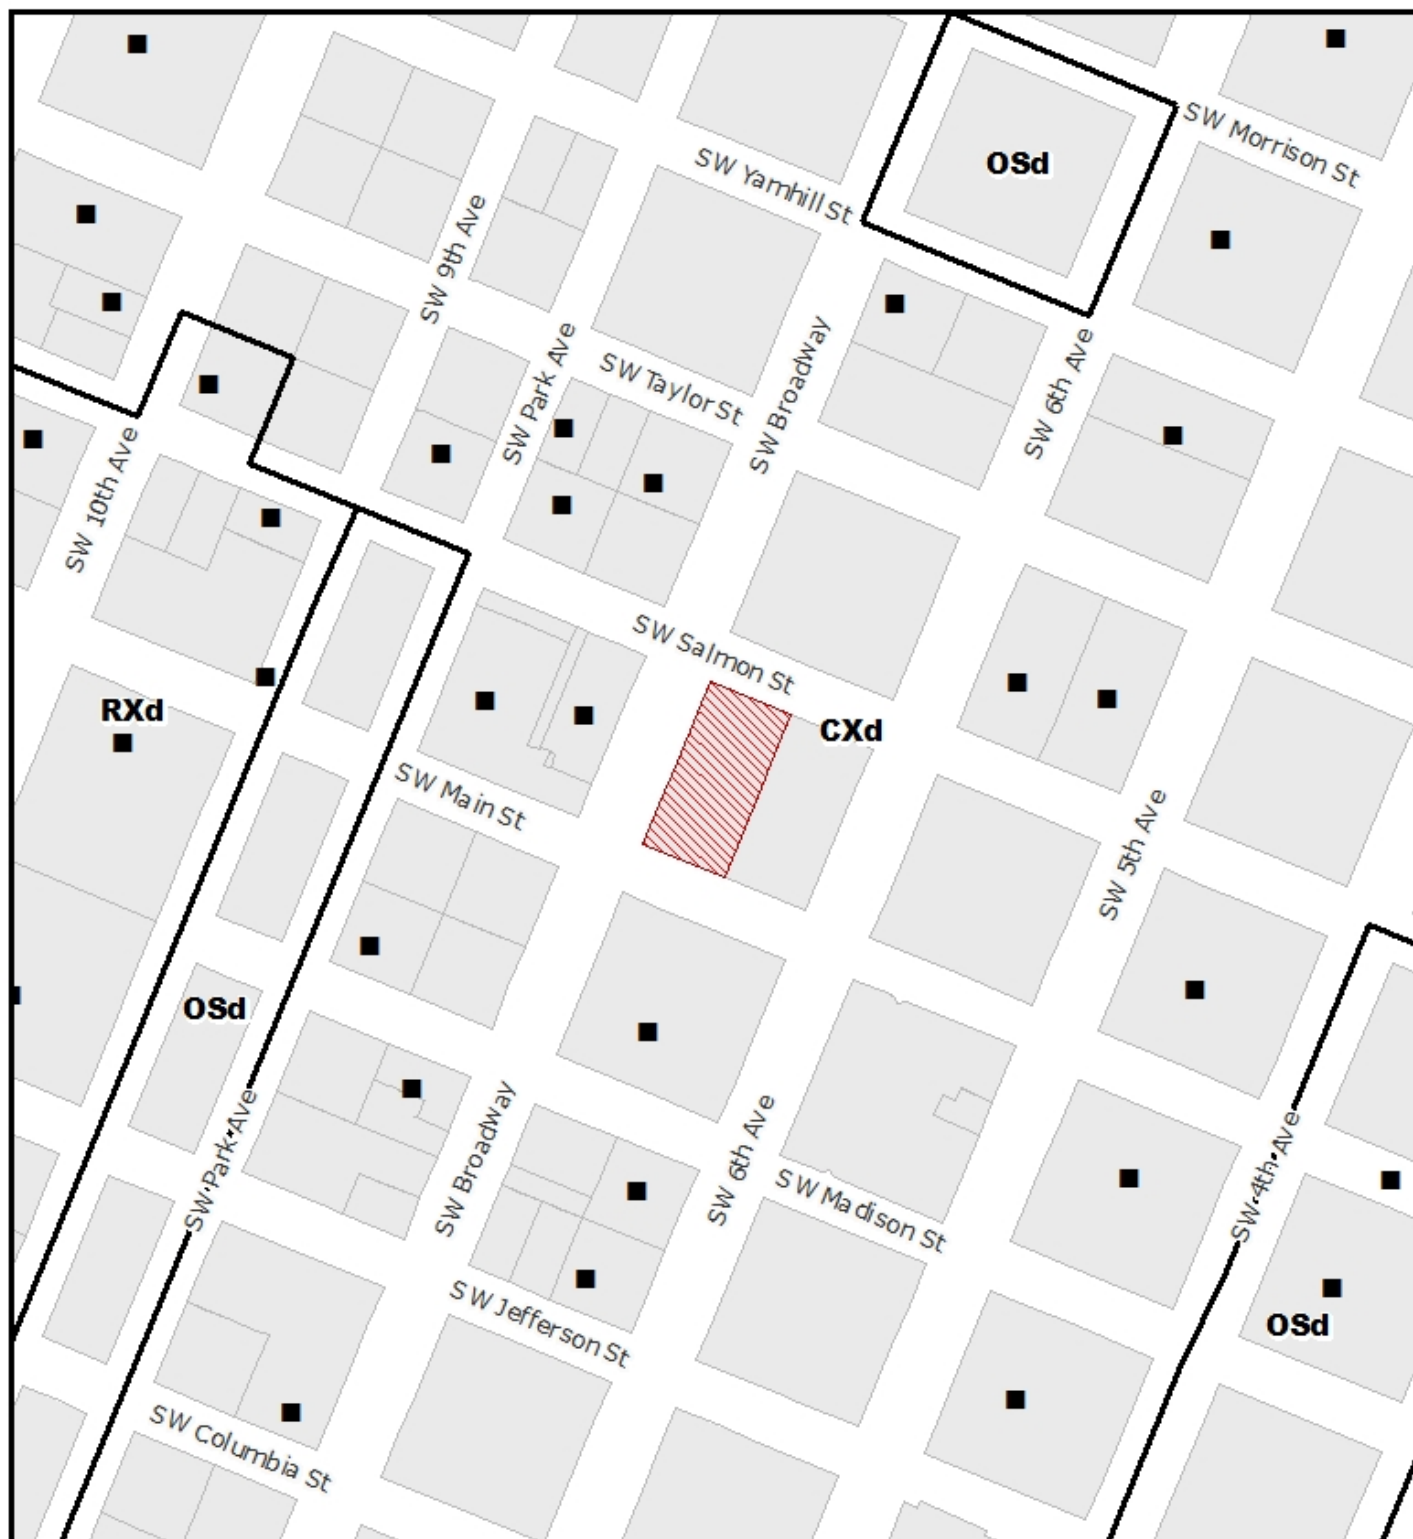 SW Morrison St
OSd
SW Yamhill St
SW 9th Ave
SW Park Ave
SW Taylor St
SW Broadway
SW 6th Ave
SW 10th Ave
SW Salmon St
RXd
CXd
SW Main St
SW 5th Ave
OSd
SW Park Ave
SW Broadway
SW 6th Ave
SW Madison St
SW 4th Ave
SW Jefferson St
OSd
SW Columbia St